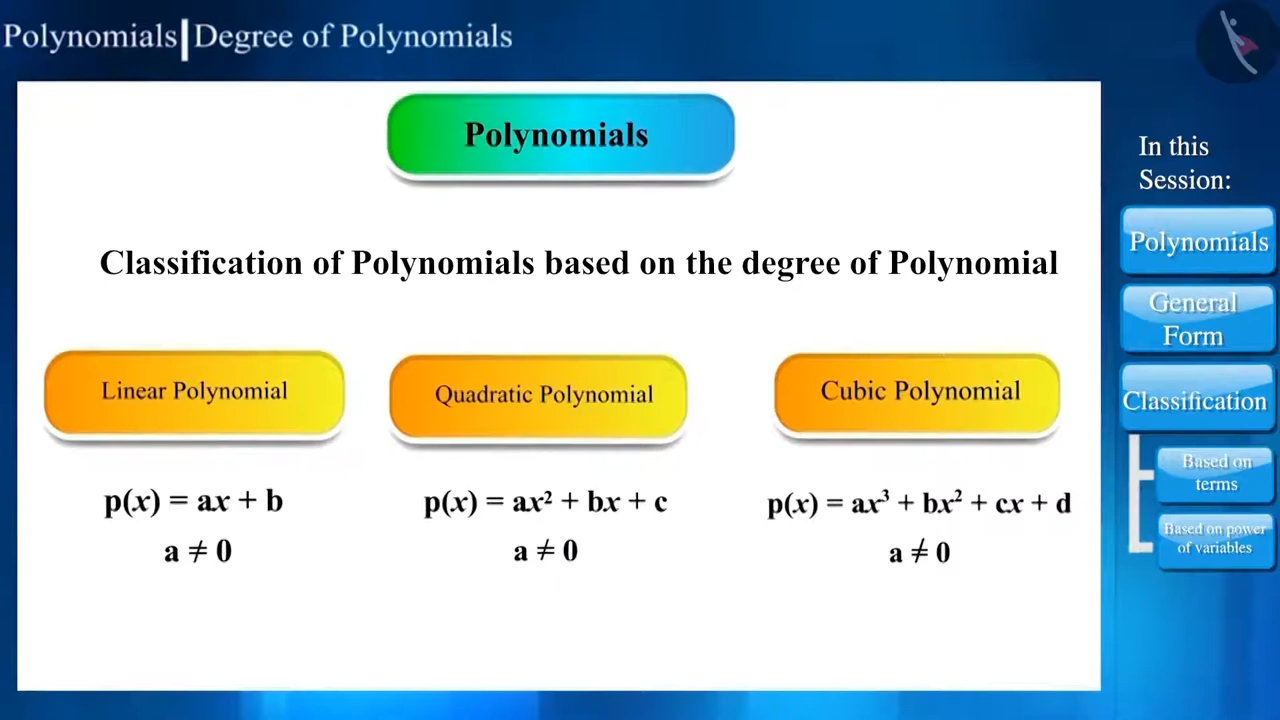 Polynomials|Degree of Polynomials
Polynomials
Classification of Polynomials based on the degree of Polynomial
Linear Polynomial
p(x) = ax + b
a ≠ 0
Quadratic Polynomial
p(x) = ax² + bx + c
a ≠ 0
Cubic Polynomial
p(x) = ax³ + bx² + cx + d
a ≠ 0
In this
Session:
Polynomials
General
Form
Classification
Based on
terms
Based on power
of variables